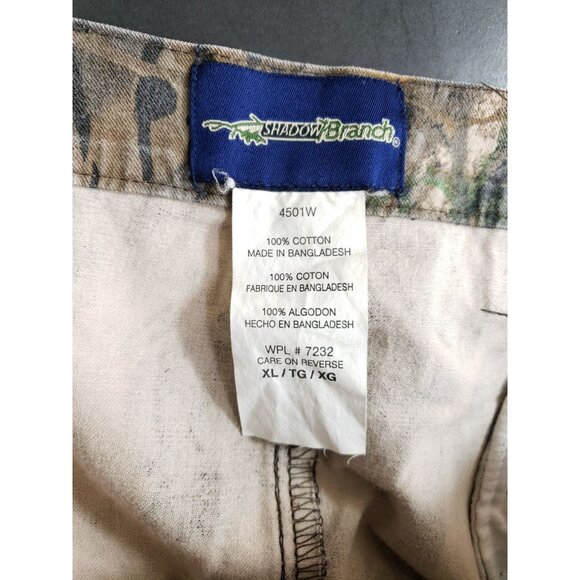 SHADOW Branch®
4501W
100% COTTON
MADE IN BANGLADESH
100% COTON
FABRIQUE EN BANGLADESH
100% ALGODON
HECHO EN BANGLADESH
WPL # 7232
CARE ON REVERSE
XL / TG / XG